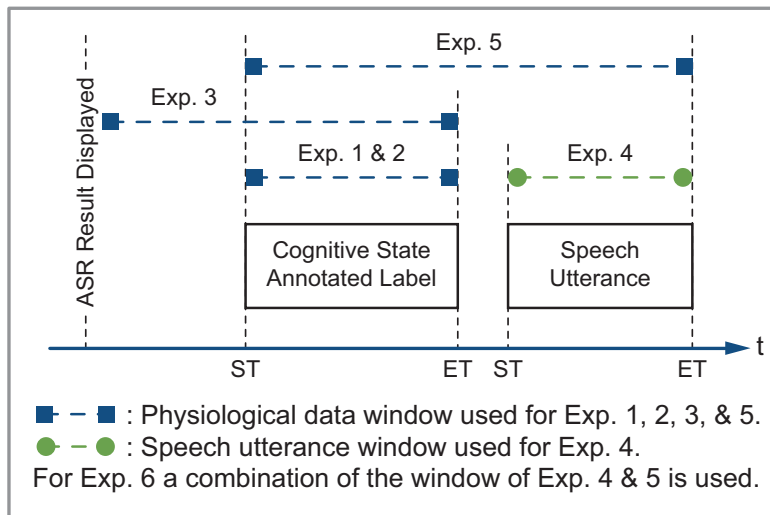 Exp. 5
ASR Result Displayed
Exp. 3
Exp. 1 & 2
Exp. 4
Cognitive State
Annotated Label
Speech
Utterance
t
ST
ET
ST
ET
: Physiological data window used for Exp. 1, 2, 3, & 5.
: Speech utterance window used for Exp. 4.
For Exp. 6 a combination of the window of Exp. 4 & 5 is used.